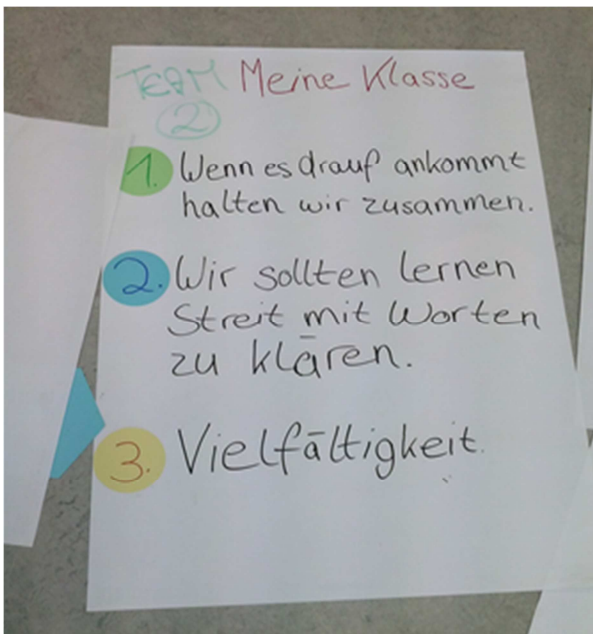 TEAM Meine Klasse
2
1. Wenn es drauf ankommt
halten wir zusammen.
2. Wir sollten lernen
Streit mit Worten
zu klären.
3. Vielfältigkeit.